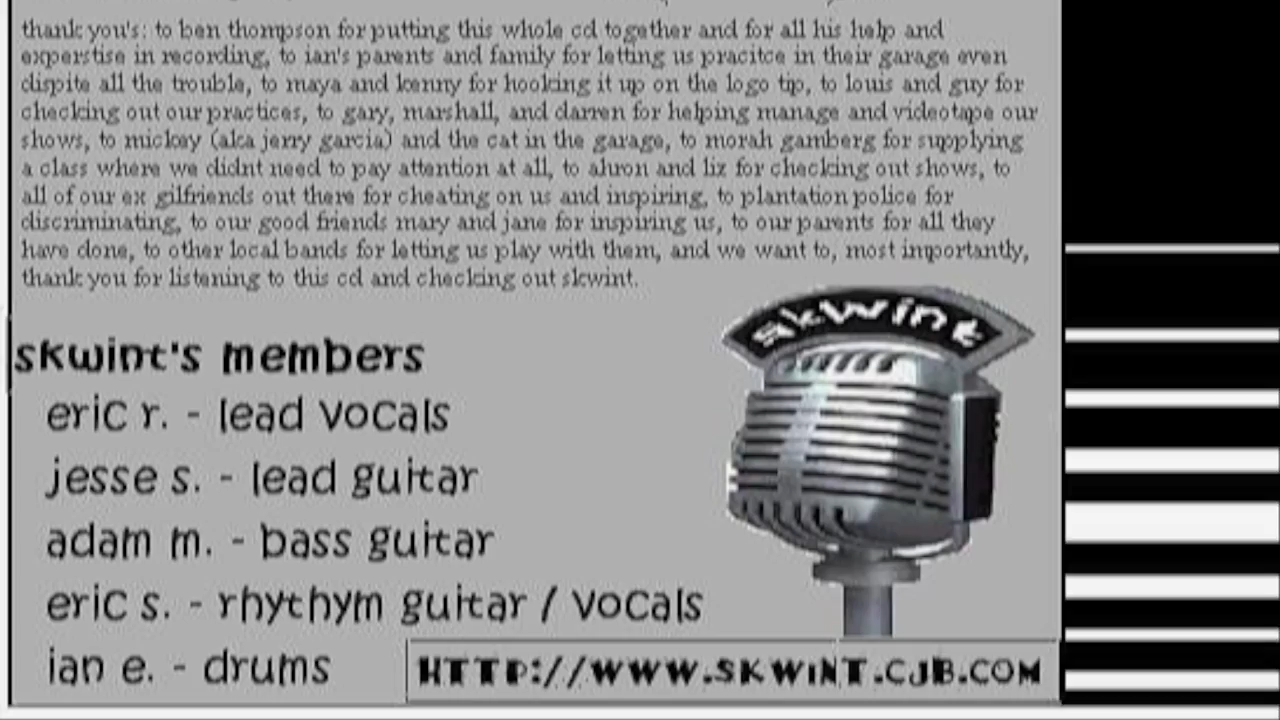 thank you's: to ben thompson for putting this whole cd together and for all his help and
experstise in recording, to ian's parents and family for letting us pracitce in their garage even
dispite all the trouble, to maya and kenny for hooking it up on the logo tip, to louis and guy for
checking out our practices, to gary, marshall, and darren for helping manage and videotape our
shows, to mickey (aka jerry garcia) and the cat in the garage, to morah gamberg for supplying
a class where we didnt need to pay attention at all, to ahron and liz for checking out shows, to
all of our ex gilfriends out there for cheating on us and inspiring, to plantation police for
discriminating, to our good friends mary and jane for inspiring us, to our parents for all they
have done, to other local bands for letting us play with them, and we want to, most importantly,
thank you for listening to this cd and checking out skwint.
skwint
skwint's members
eric r. - lead vocals
jesse s. - lead guitar
adam m. - bass guitar
eric s. - rhythym guitar / vocals
ian e. - drums
HTTP://WWW.SKWINT.CJB.COM